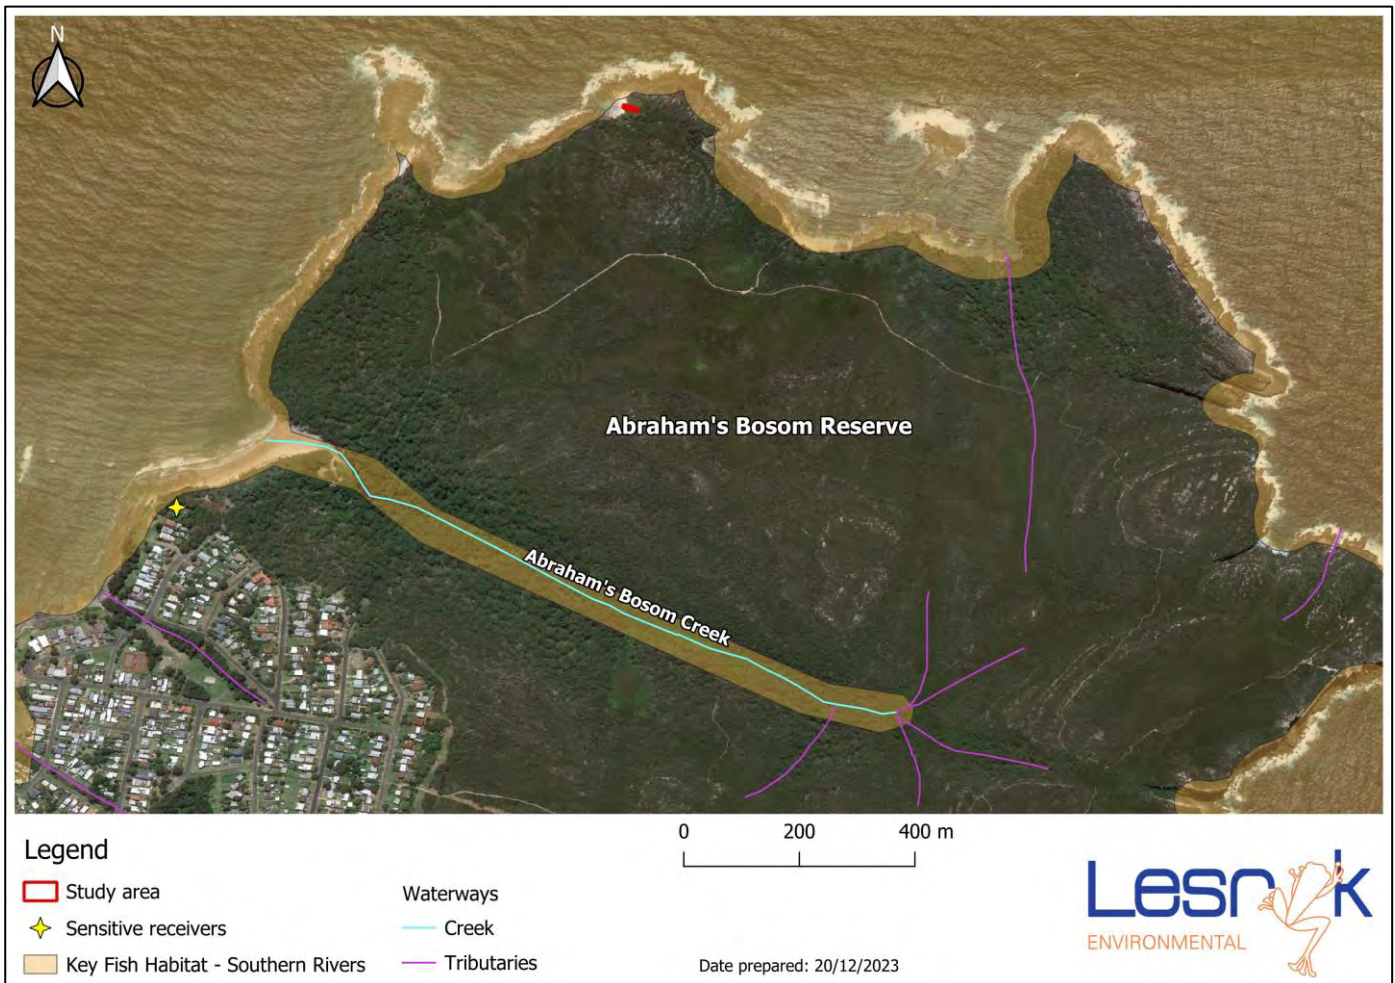 N
Abraham's Bosom Reserve
Abraham's Bosom Creek
0 200 400 m
Legend
Study area
Sensitive receivers
Key Fish Habitat - Southern Rivers
Waterways
Creek
Tributaries
Date prepared: 20/12/2023
Lesryk
ENVIRONMENTAL